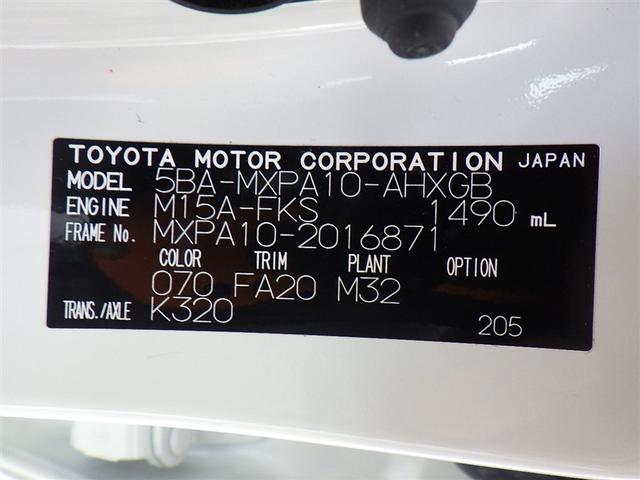 TOYOTA MOTOR CORPORATION JAPAN
MODEL 5BA-MXPA10-AHXGB
ENGINE M15A-FKS 1490 mL
FRAME No. MXPA10-2016871
COLOR TRIM PLANT OPTION
070 FA20 M32
TRANS./AXLE K320
205